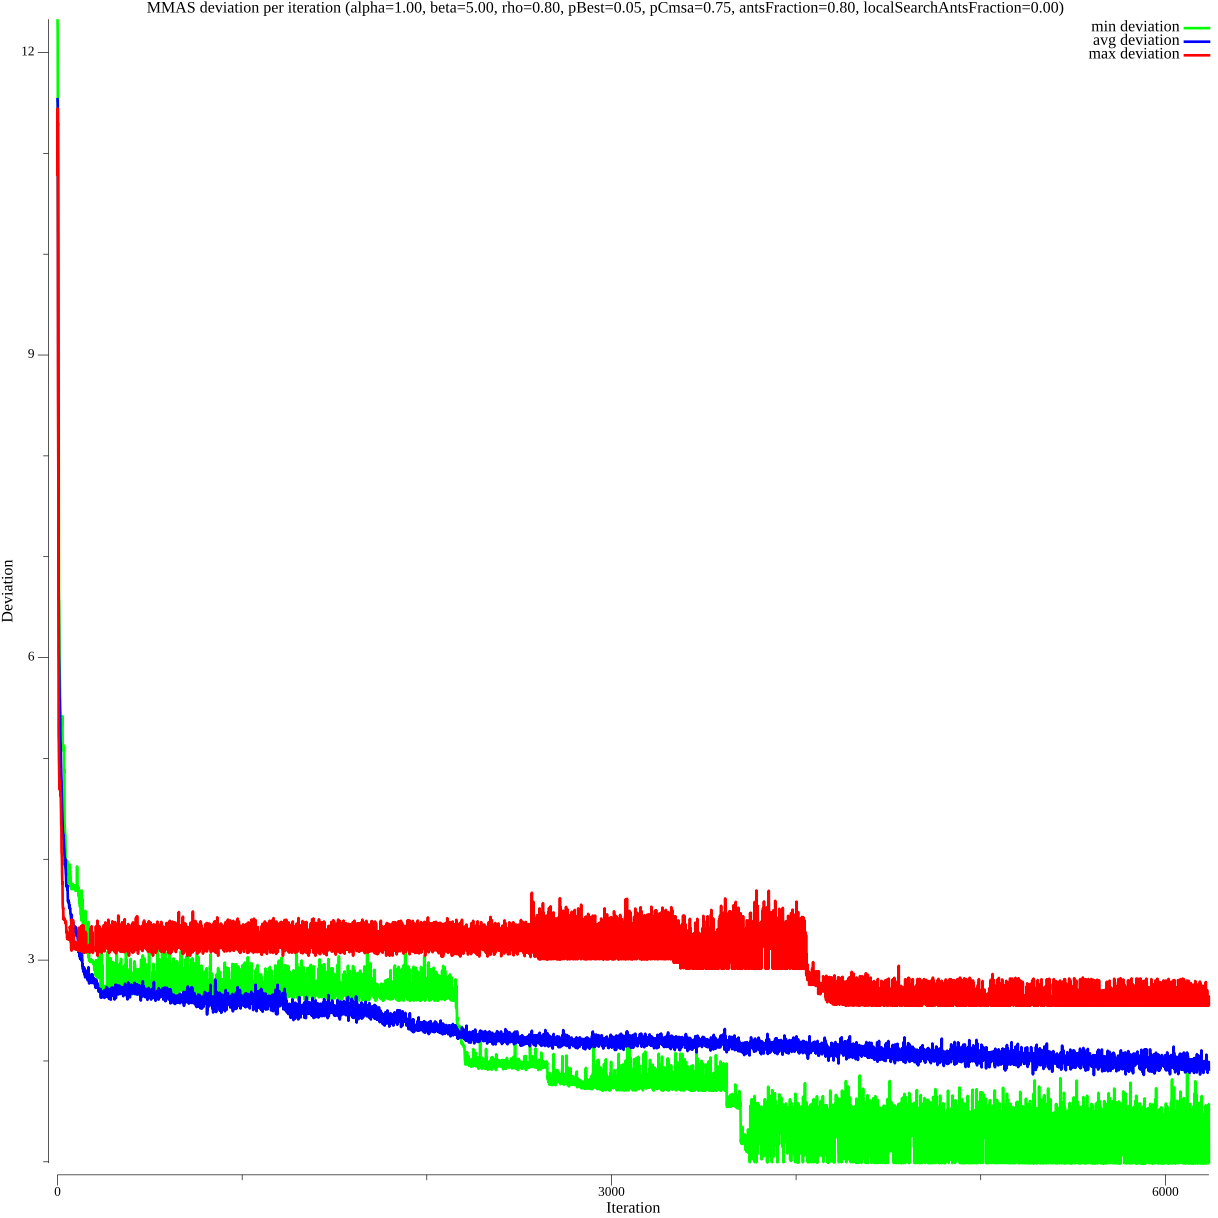 MMAS deviation per iteration (alpha=1.00, beta=5.00, rho=0.80, pBest=0.05, pCmsa=0.75, antsFraction=0.80, localSearchAntsFraction=0.00)
min deviation
avg deviation
max deviation
12
9
6
3
Deviation
0
3000
6000
Iteration